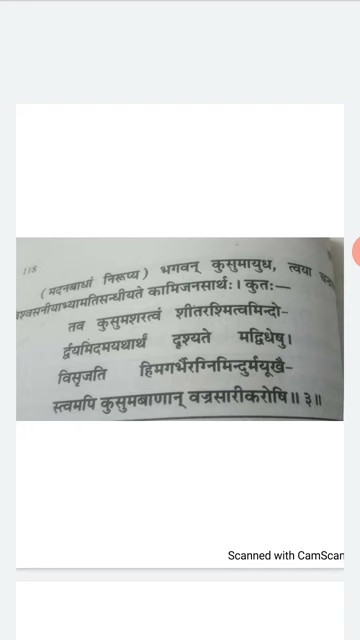 118
(मदनबाधां निरूप्य) भगवन् कुसुमायुध, त्वया
श्वसनीयाभ्यामतिसन्धीयते कामिजनसार्थः। कुतः—
तव कुसुमशरत्वं शीतरश्मित्वमिन्दो-
र्द्वयमिदमयथार्थं दृश्यते मद्विधेषु।
विसृजति हिमगर्भैरग्निमिन्दुर्मयूखै-
स्त्वमपि कुसुमबाणान् वज्रसारीकरोषि॥३॥
Scanned with CamScan